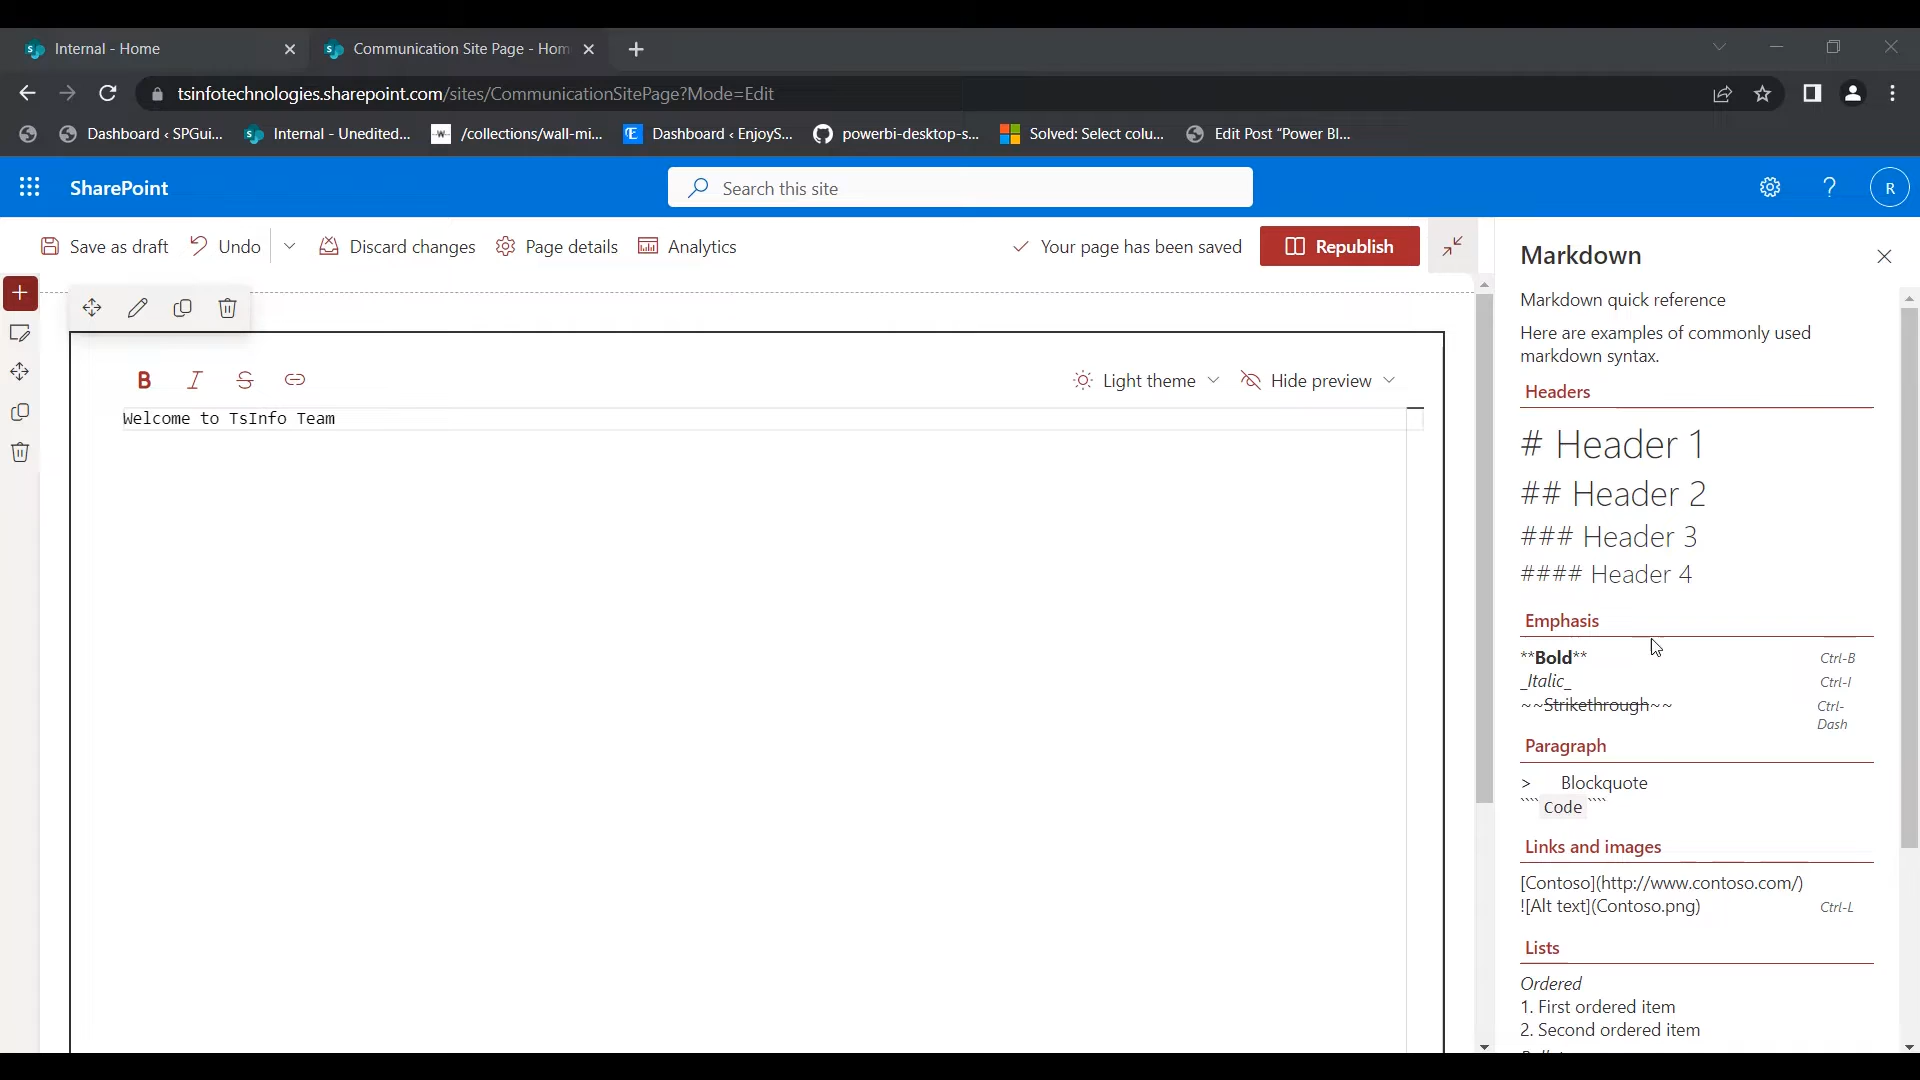 Internal - Home
Communication Site Page - Hom
tsinfotechnologies.sharepoint.com/sites/CommunicationSitePage?Mode=Edit
Dashboard ‹ SPGui...
Internal - Unedited...
/collections/wall-mi...
Dashboard ‹ EnjoyS...
powerbi-desktop-s...
Solved: Select colu...
Edit Post “Power BI...
SharePoint
Search this site
R
Save as draft
Undo
Discard changes
Page details
Analytics
Your page has been saved
Republish
B
I
S
Light theme
Hide preview
Welcome to TsInfo Team
Markdown
Markdown quick reference
Here are examples of commonly used
markdown syntax.
Headers
# Header 1
## Header 2
### Header 3
#### Header 4
Emphasis
**Bold** Ctrl-B
_Italic_ Ctrl-I
~~Strikethrough~~ Ctrl-
Dash
Paragraph
> Blockquote
```` Code ````
Links and images
[Contoso](http://www.contoso.com/)
![Alt text](Contoso.png) Ctrl-L
Lists
Ordered
1. First ordered item
2. Second ordered item